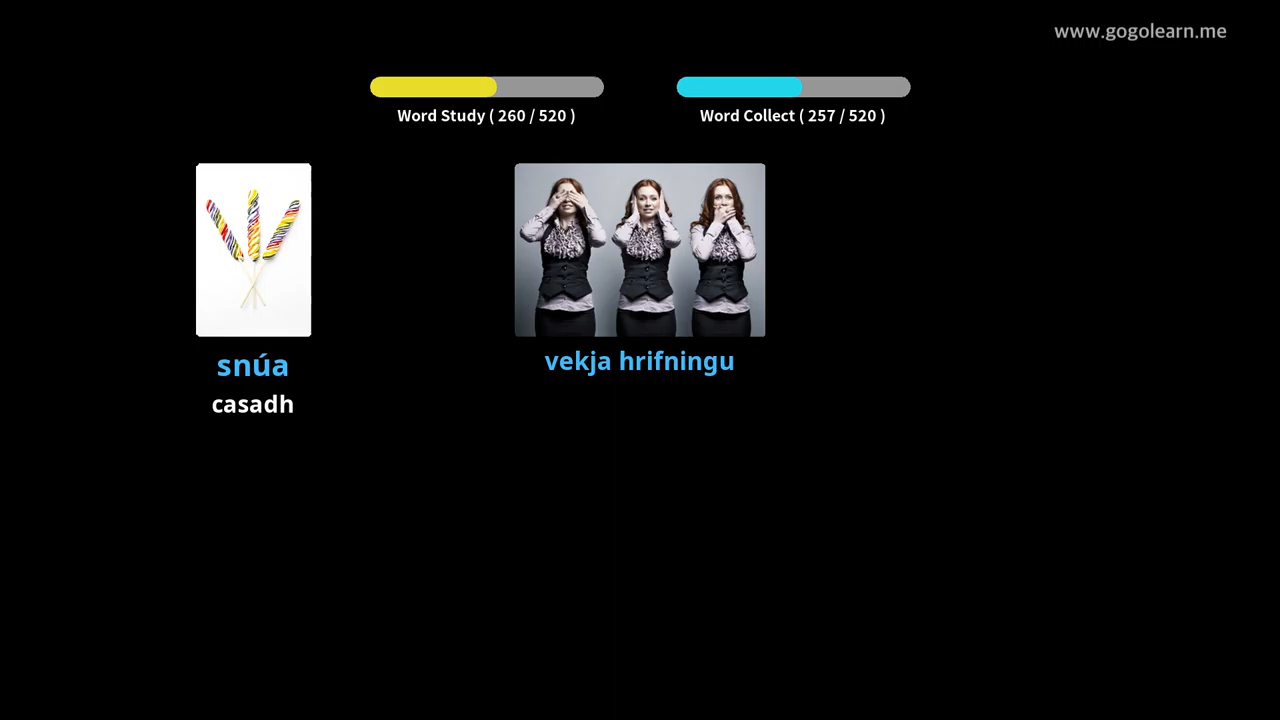 www.gogolearn.me
Word Study ( 260 / 520 )
Word Collect ( 257 / 520 )
snúa
casadh
vekja hrifningu